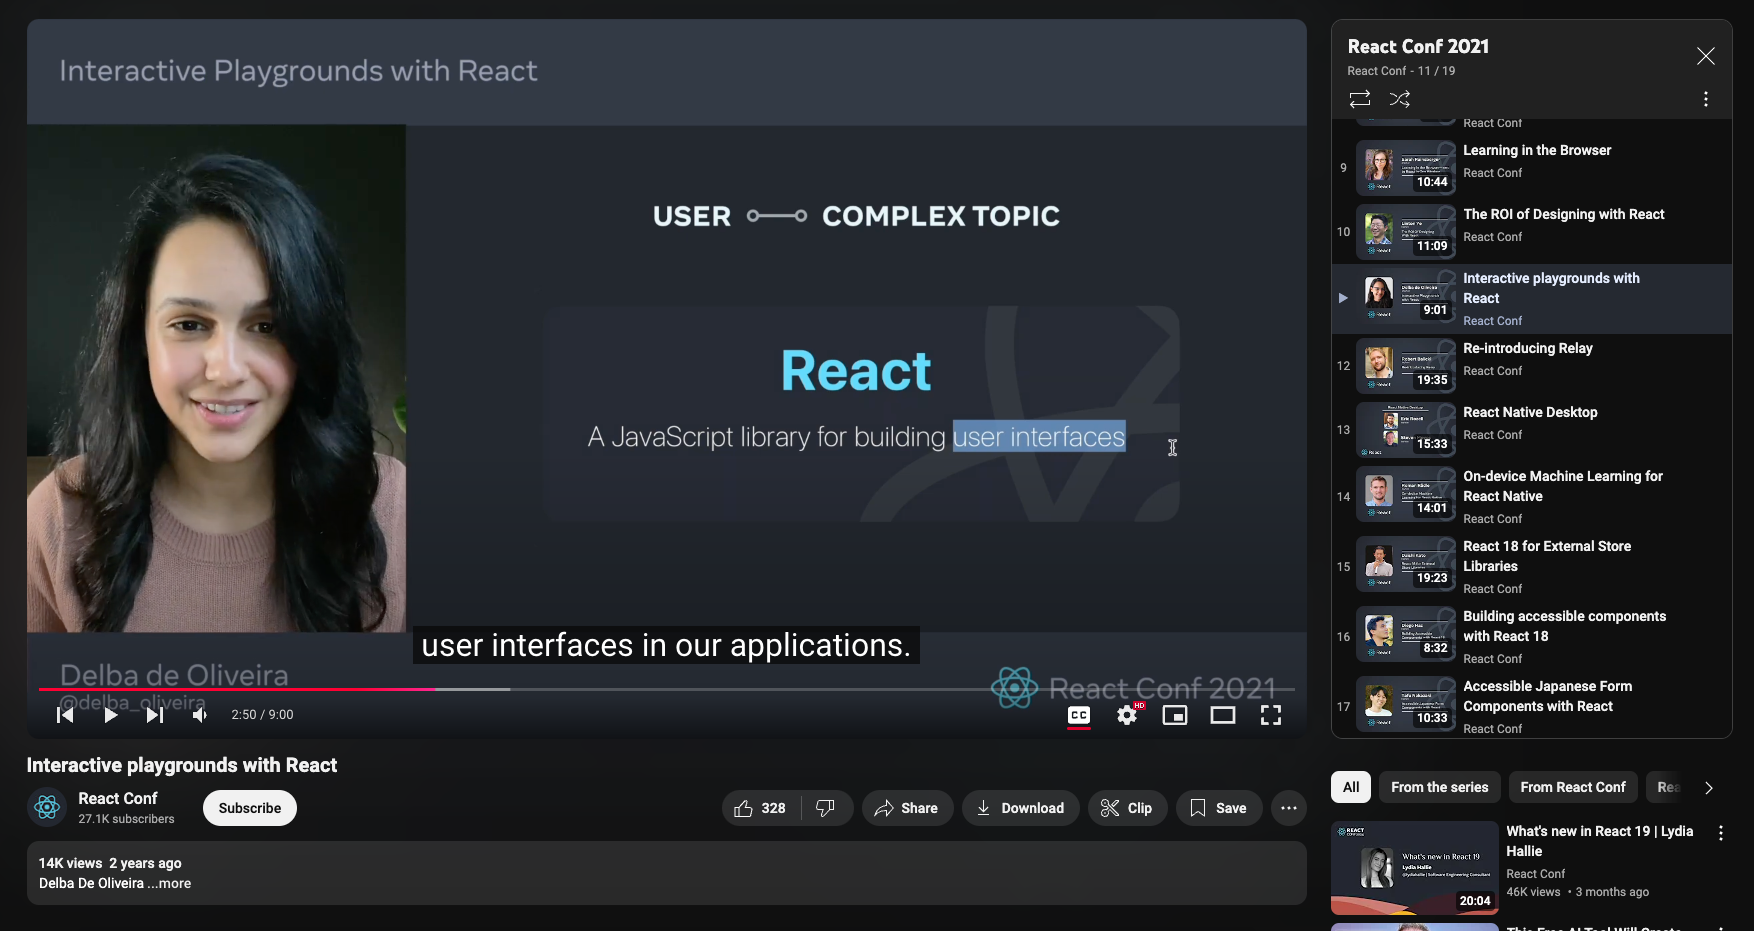 Interactive Playgrounds with React
USER COMPLEX TOPIC
React
A JavaScript library for building user interfaces
user interfaces in our applications.
Delba de Oliveira
@delba_oliveira
React Conf 2021
2:50 / 9:00
CC
HD
Interactive playgrounds with React
React Conf
27.1K subscribers
Subscribe
328
Share
Download
Clip
Save
14K views 2 years ago
Delba De Oliveira ...more
React Conf 2021
React Conf - 11 / 19
React Conf
9
10:44
Learning in the Browser
React Conf
10
11:09
The ROI of Designing with React
React Conf
9:01
Interactive playgrounds with
React
React Conf
12
19:35
Re-introducing Relay
React Conf
13
15:33
React Native Desktop
React Conf
14
14:01
On-device Machine Learning for
React Native
React Conf
15
19:23
React 18 for External Store
Libraries
React Conf
16
8:32
Building accessible components
with React 18
React Conf
17
10:33
Accessible Japanese Form
Components with React
React Conf
All
From the series
From React Conf
What's new in React 19
Lydia Hallie
20:04
What's new in React 19 | Lydia
Hallie
React Conf
46K views • 3 months ago